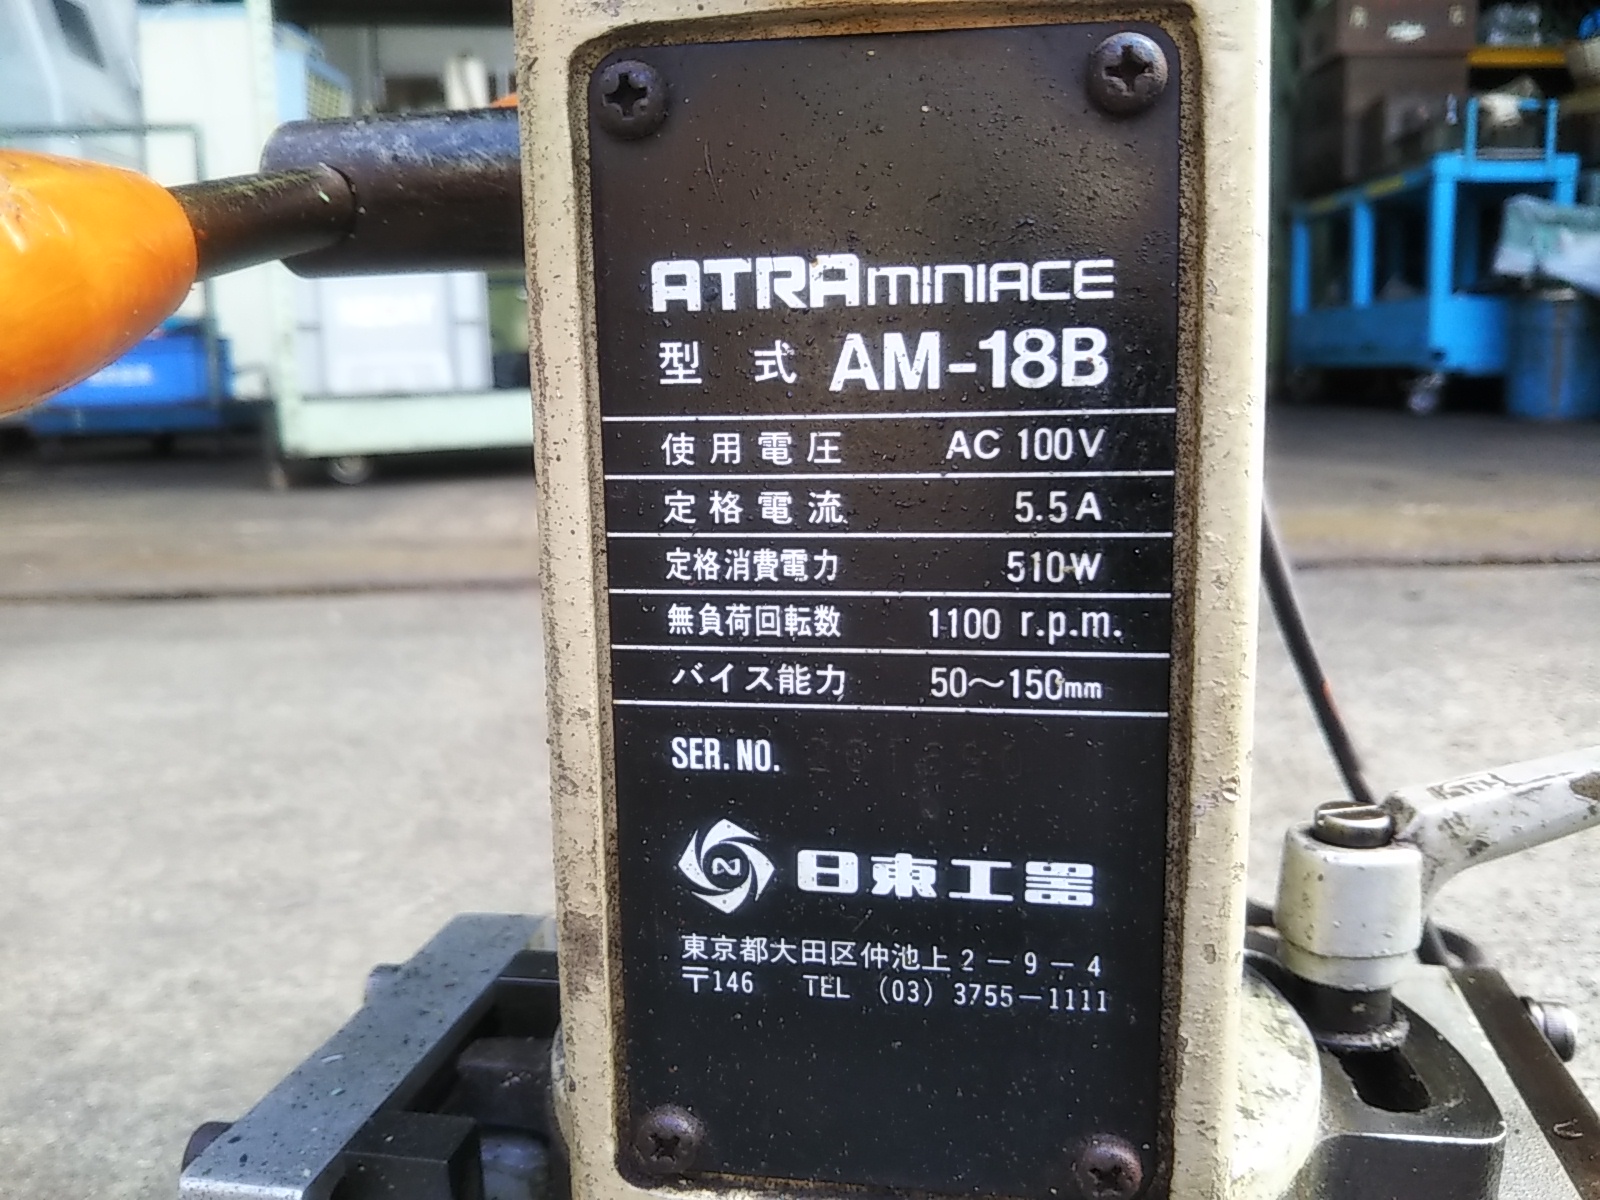 ATRAMINIACE
型 式 AM-18B
使用電圧 AC 100V
定格電流 5.5A
定格消費電力 510W
無負荷回転数 1100 r.p.m.
バイス能力 50〜150mm
SER. NO.
日東工器
東京都大田区仲池上2-9-4
〒146 TEL (03) 3755-1111